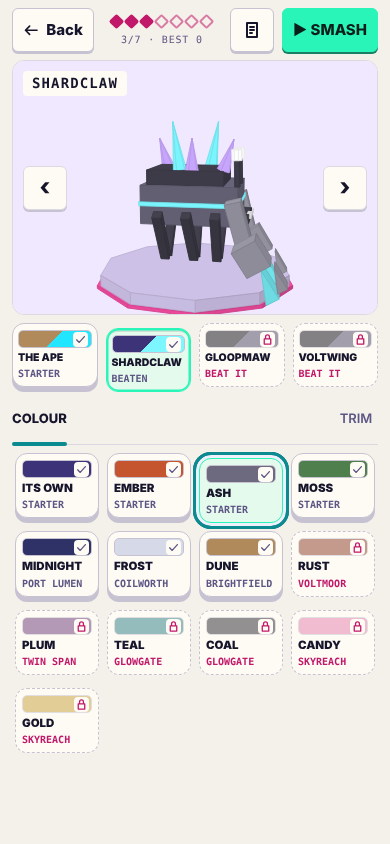 ← Back
3/7 · BEST 0
▶ SMASH
SHARDCLAW
THE APE
STARTER
SHARDCLAW
BEATEN
GLOOPMAW
BEAT IT
VOLTWING
BEAT IT
COLOUR
TRIM
ITS OWN
STARTER
EMBER
STARTER
ASH
STARTER
MOSS
STARTER
MIDNIGHT
PORT LUMEN
FROST
COILWORTH
DUNE
BRIGHTFIELD
RUST
VOLTMOOR
PLUM
TWIN SPAN
TEAL
GLOWGATE
COAL
GLOWGATE
CANDY
SKYREACH
GOLD
SKYREACH